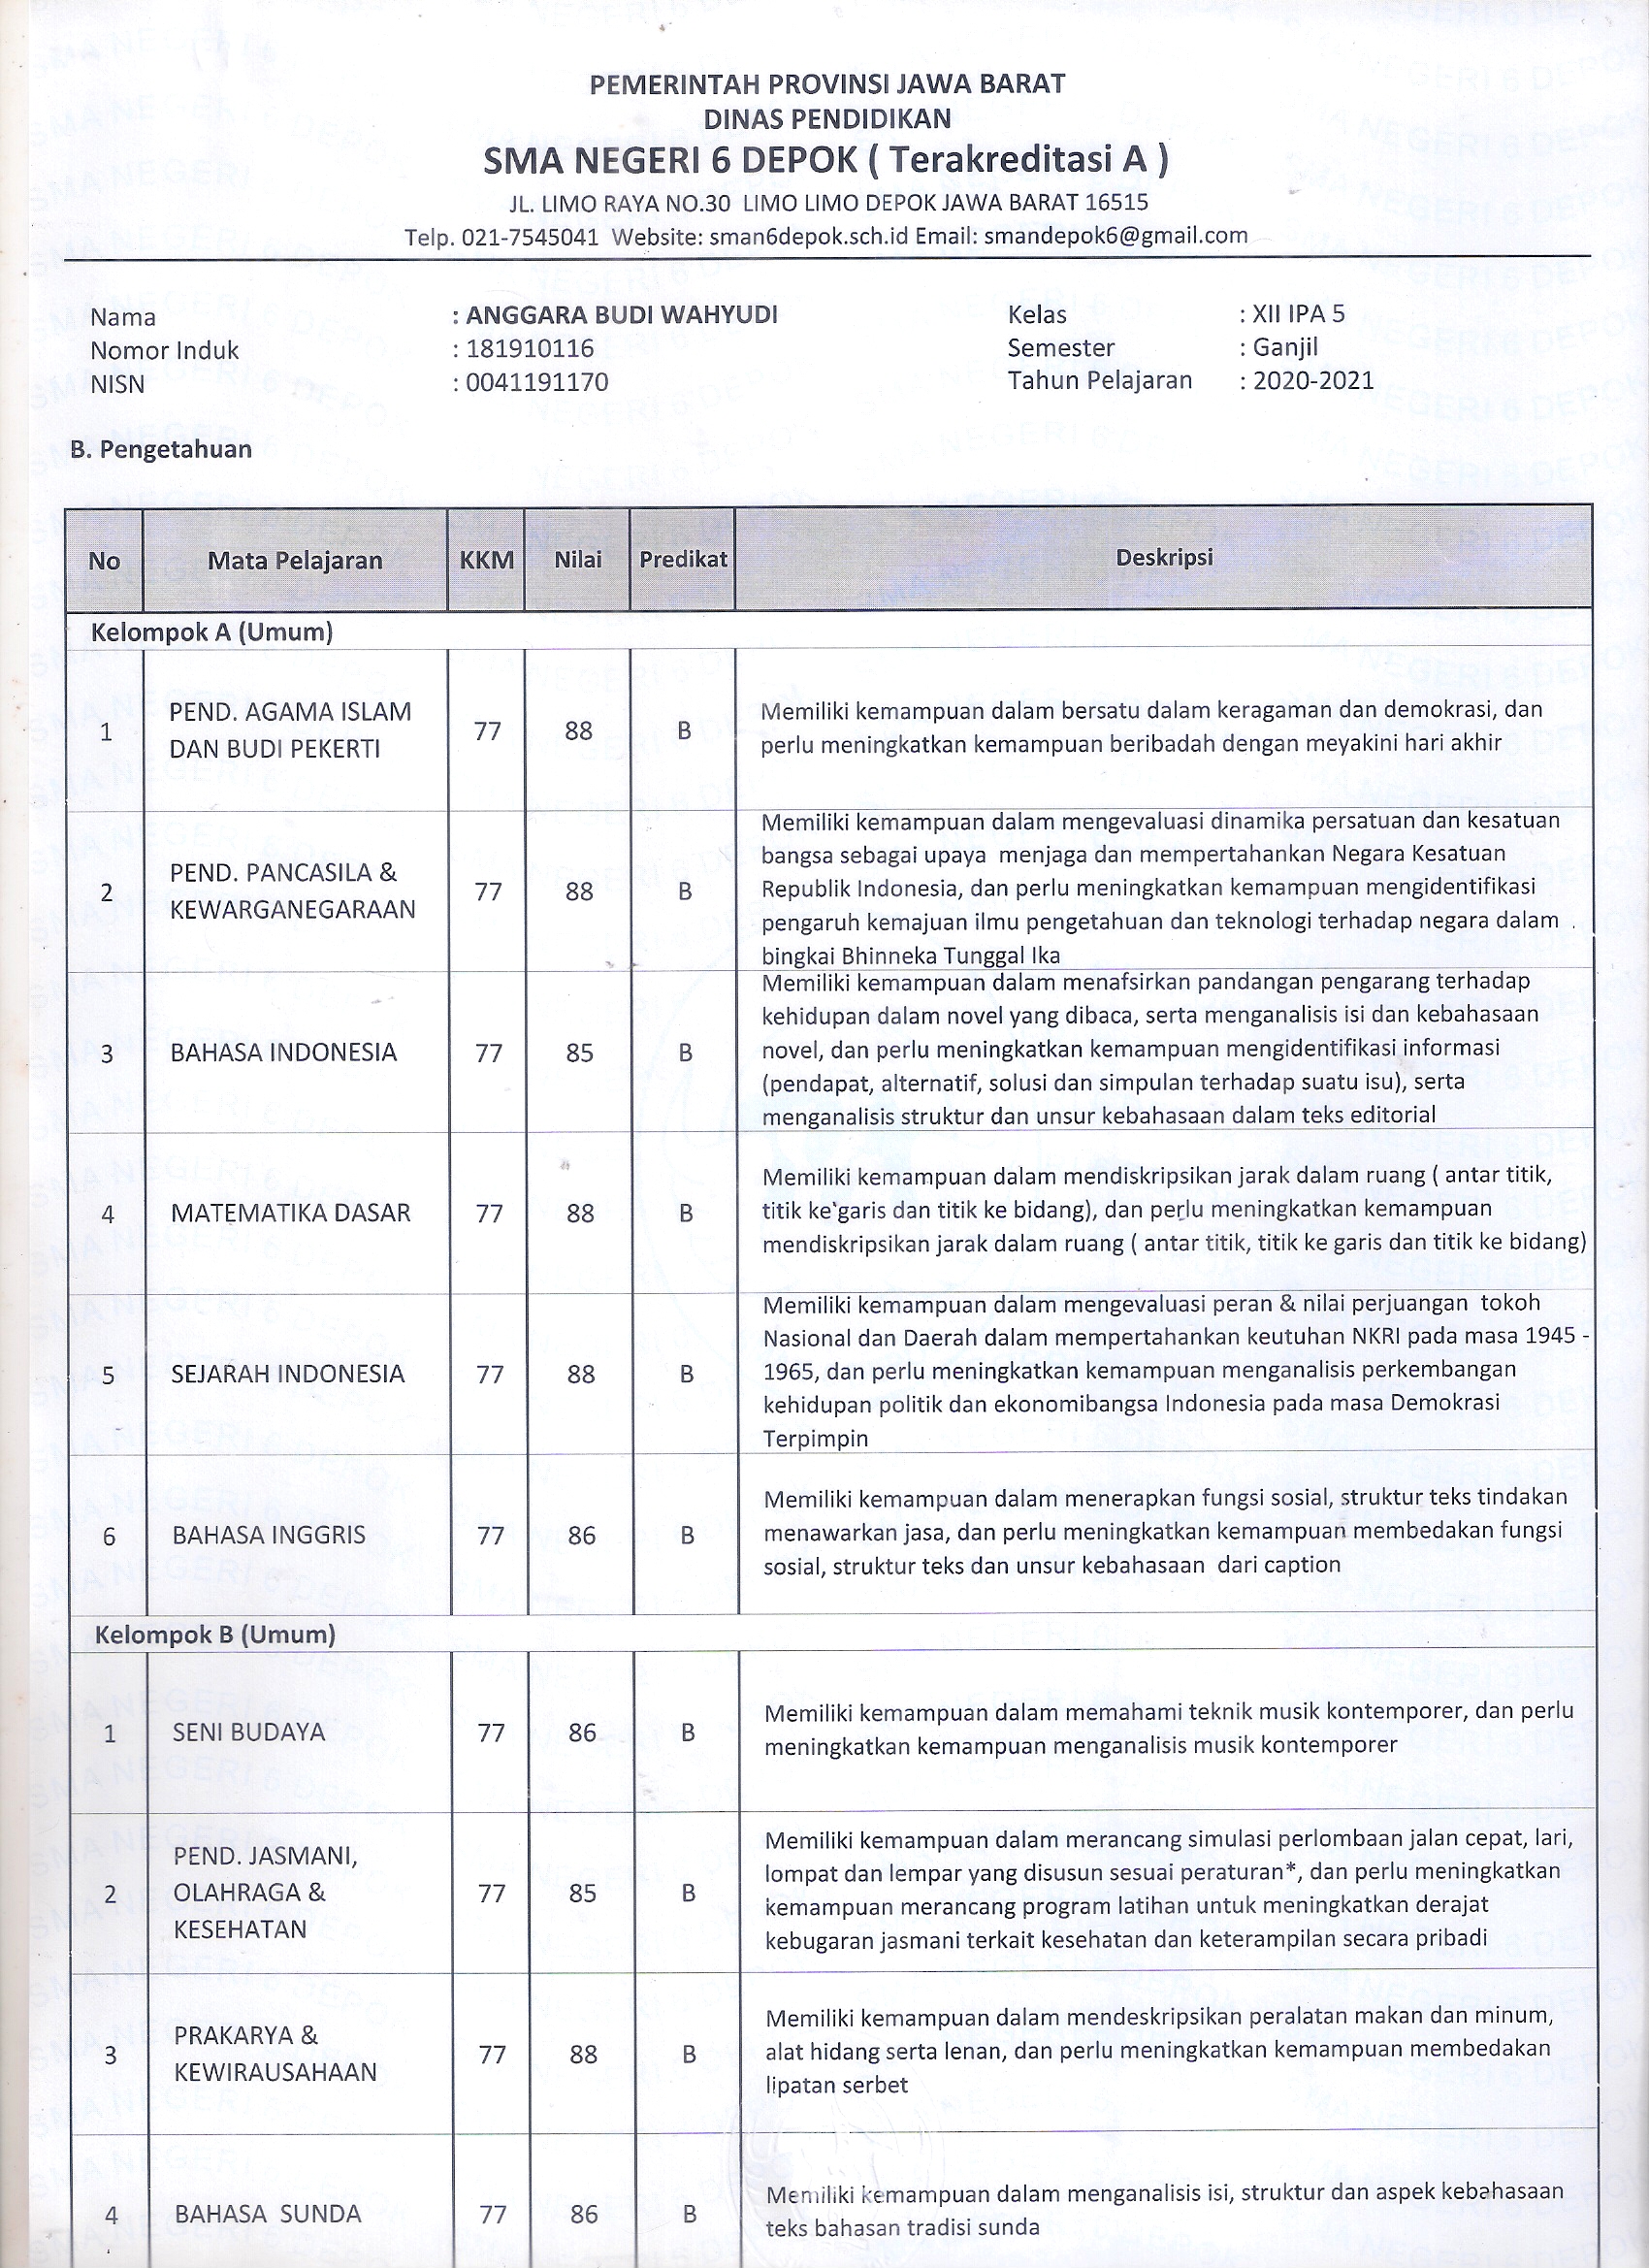 PEMERINTAH PROVINSI JAWA BARAT
DINAS PENDIDIKAN
SMA NEGERI 6 DEPOK ( Terakreditasi A )
JL. LIMO RAYA NO.30 LIMO LIMO DEPOK JAWA BARAT 16515
Telp. 021-7545041 Website: sman6depok.sch.id Email: smandepok6@gmail.com
Nama : ANGGARA BUDI WAHYUDI Kelas : XII IPA 5
Nomor Induk : 181910116 Semester : Ganjil
NISN : 0041191170 Tahun Pelajaran : 2020-2021
B. Pengetahuan
No Mata Pelajaran KKM Nilai Predikat Deskripsi
Kelompok A (Umum)
1 PEND. AGAMA ISLAM DAN BUDI PEKERTI 77 88 B
Memiliki kemampuan dalam bersatu dalam keragaman dan demokrasi, dan
perlu meningkatkan kemampuan beribadah dengan meyakini hari akhir
2 PEND. PANCASILA & KEWARGANEGARAAN 77 88 B
Memiliki kemampuan dalam mengevaluasi dinamika persatuan dan kesatuan
bangsa sebagai upaya menjaga dan mempertahankan Negara Kesatuan
Republik Indonesia, dan perlu meningkatkan kemampuan mengidentifikasi
pengaruh kemajuan ilmu pengetahuan dan teknologi terhadap negara dalam
bingkai Bhinneka Tunggal Ika
3 BAHASA INDONESIA 77 85 B
Memiliki kemampuan dalam menafsirkan pandangan pengarang terhadap
kehidupan dalam novel yang dibaca, serta menganalisis isi dan kebahasaan
novel, dan perlu meningkatkan kemampuan mengidentifikasi informasi
(pendapat, alternatif, solusi dan simpulan terhadap suatu isu), serta
menganalisis struktur dan unsur kebahasaan dalam teks editorial
4 MATEMATIKA DASAR 77 88 B
Memiliki kemampuan dalam mendiskripsikan jarak dalam ruang ( antar titik,
titik ke garis dan titik ke bidang), dan perlu meningkatkan kemampuan
mendiskripsikan jarak dalam ruang ( antar titik, titik ke garis dan titik ke bidang)
5 SEJARAH INDONESIA 77 88 B
Memiliki kemampuan dalam mengevaluasi peran & nilai perjuangan tokoh
Nasional dan Daerah dalam mempertahankan keutuhan NKRI pada masa 1945 -
1965, dan perlu meningkatkan kemampuan menganalisis perkembangan
kehidupan politik dan ekonomibangsa Indonesia pada masa Demokrasi
Terpimpin
6 BAHASA INGGRIS 77 86 B
Memiliki kemampuan dalam menerapkan fungsi sosial, struktur teks tindakan
menawarkan jasa, dan perlu meningkatkan kemampuan membedakan fungsi
sosial, struktur teks dan unsur kebahasaan dari caption
Kelompok B (Umum)
1 SENI BUDAYA 77 86 B
Memiliki kemampuan dalam memahami teknik musik kontemporer, dan perlu
meningkatkan kemampuan menganalisis musik kontemporer
2 PEND. JASMANI, OLAHRAGA & KESEHATAN 77 85 B
Memiliki kemampuan dalam merancang simulasi perlombaan jalan cepat, lari,
lompat dan lempar yang disusun sesuai peraturan*, dan perlu meningkatkan
kemampuan merancang program latihan untuk meningkatkan derajat
kebugaran jasmani terkait kesehatan dan keterampilan secara pribadi
3 PRAKARYA & KEWIRAUSAHAAN 77 88 B
Memiliki kemampuan dalam mendeskripsikan peralatan makan dan minum,
alat hidang serta lenan, dan perlu meningkatkan kemampuan membedakan
lipatan serbet
4 BAHASA SUNDA 77 86 B
Memiliki kemampuan dalam menganalisis isi, struktur dan aspek kebahasaan
teks bahasan tradisi sunda